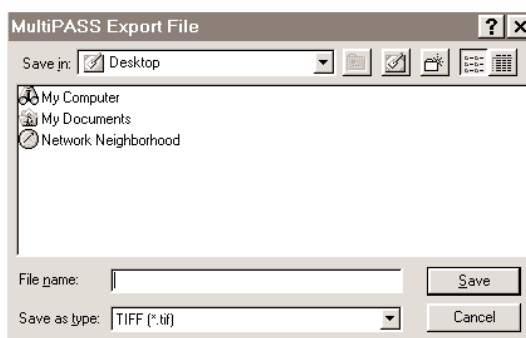 MultiPASS Export File
Save in: Desktop
My Computer
My Documents
Network Neighborhood
File name:
Save
Save as type: TIFF (*.tif)
Cancel